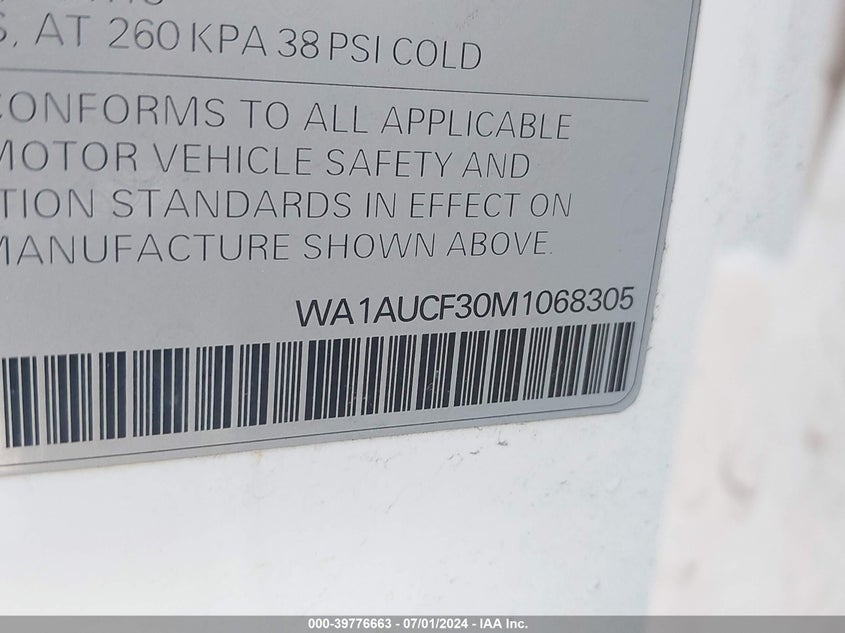 S, AT 260 KPA 38 PSI COLD
CONFORMS TO ALL APPLICABLE
MOTOR VEHICLE SAFETY AND
TION STANDARDS IN EFFECT ON
MANUFACTURE SHOWN ABOVE.
WA1AUCF30M1068305
000-39776663 - 07/01/2024 - IAA Inc.